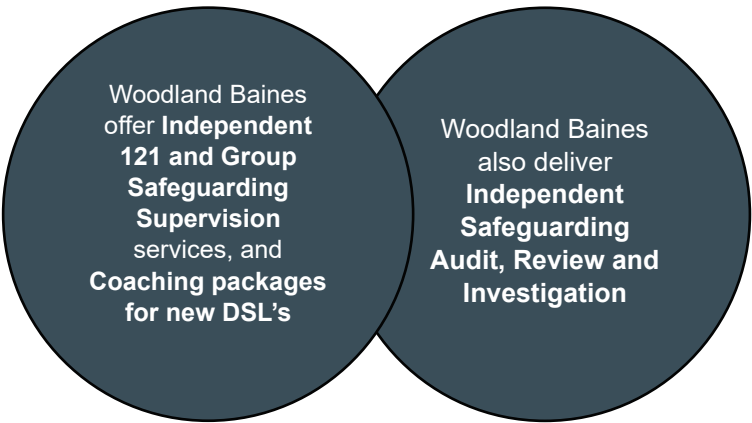 Woodland Baines
offer Independent
121 and Group
Safeguarding
Supervision
services, and
Coaching packages
for new DSL's
Woodland Baines
also deliver
Independent
Safeguarding
Audit, Review and
Investigation